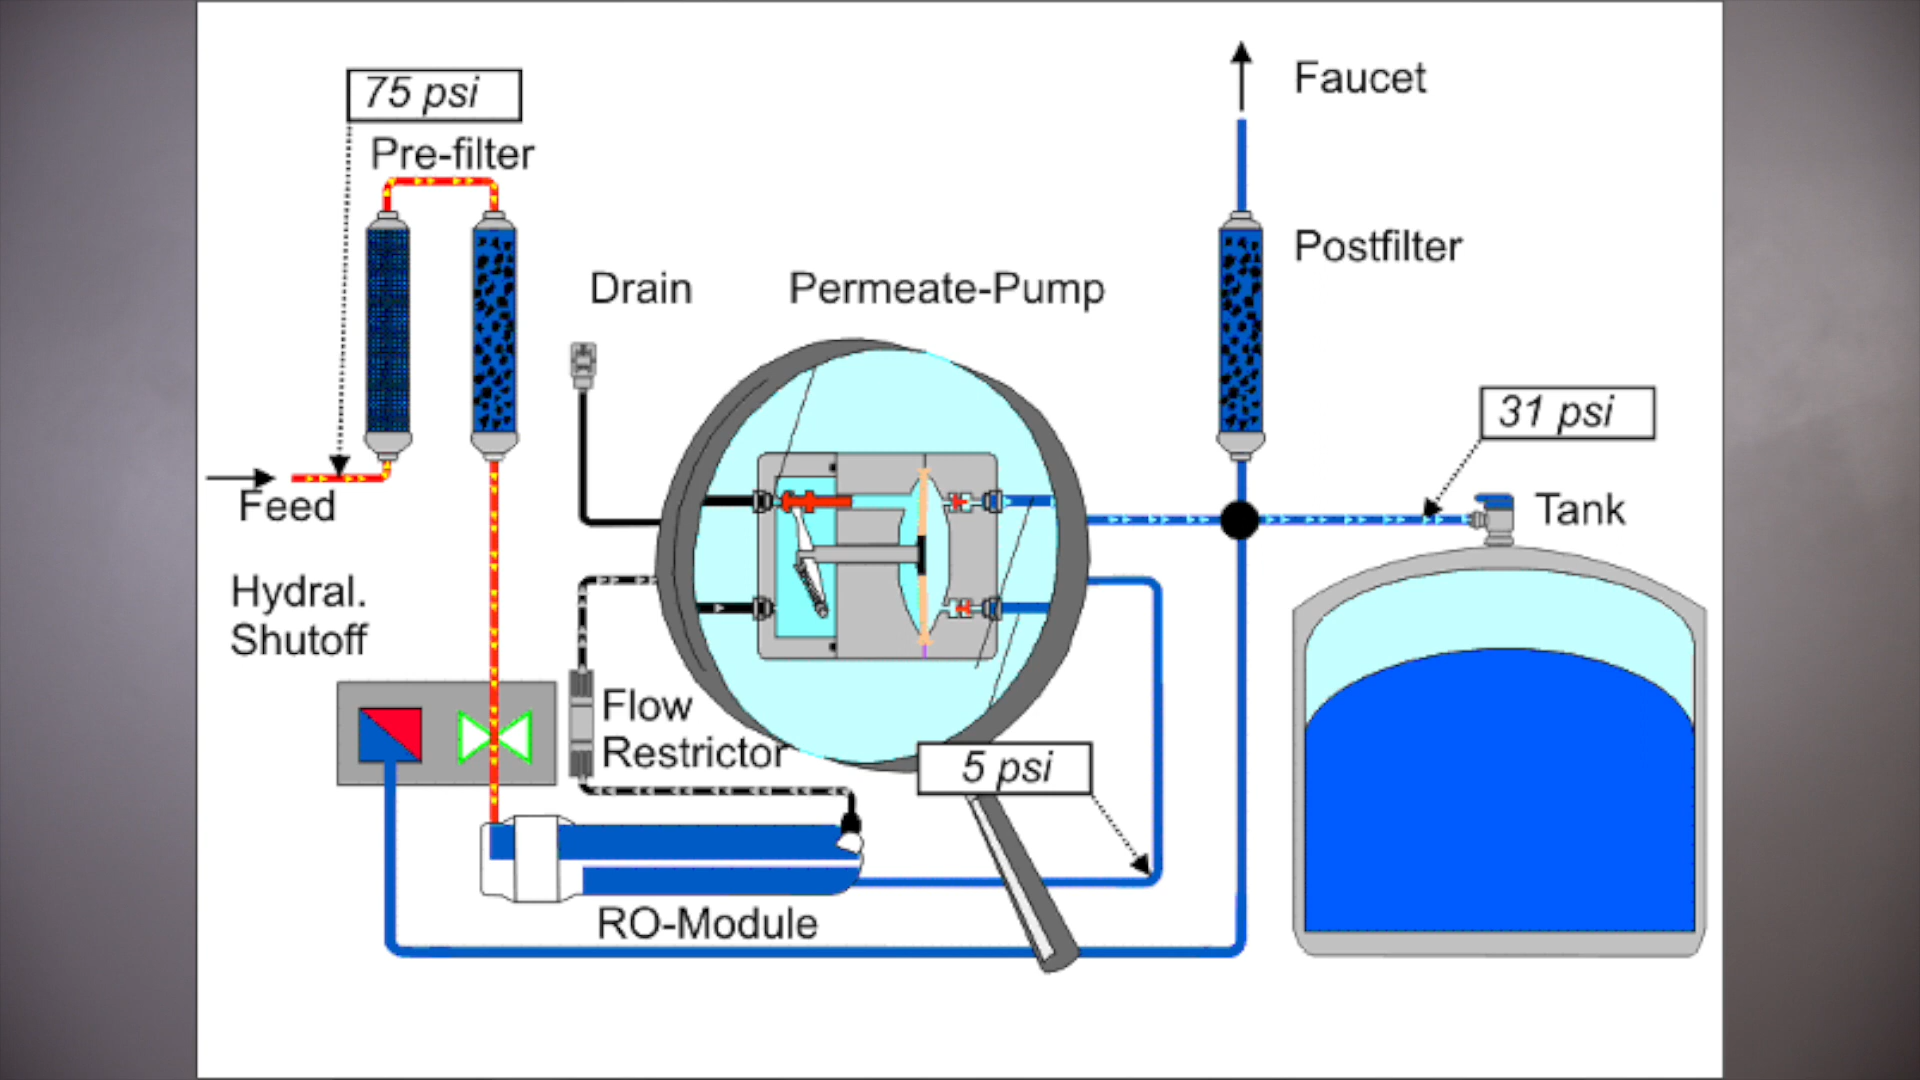 75 psi
Pre-filter
Faucet
Postfilter
Drain
Permeate-Pump
31 psi
Tank
Feed
Hydral.
Shutoff
Flow
Restrictor
5 psi
RO-Module